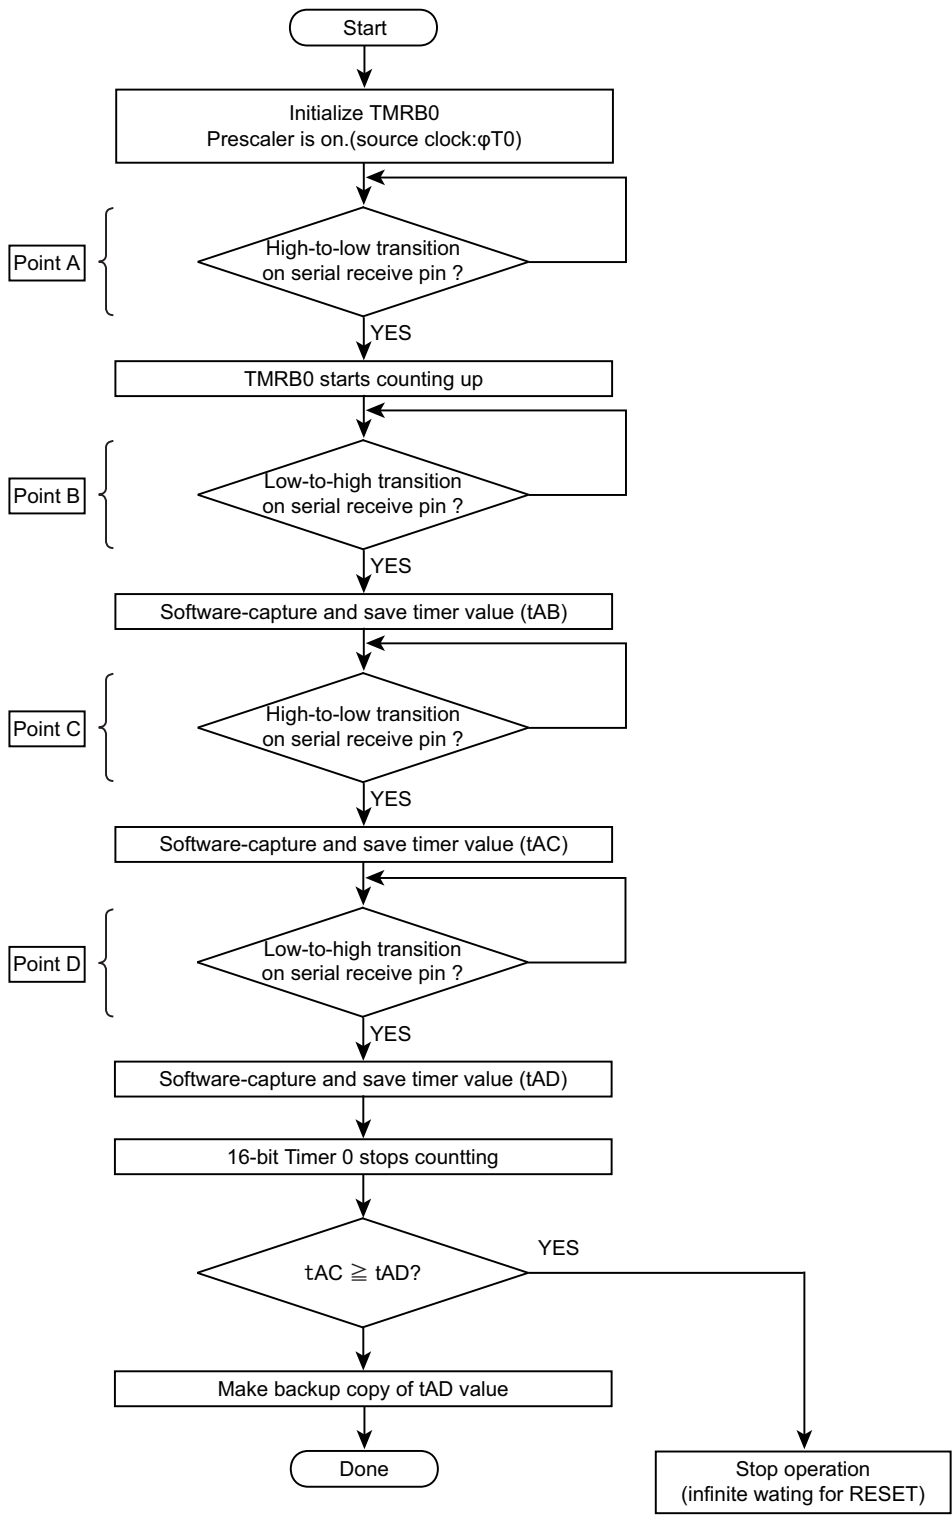 Start
Initialize TMRB0
Prescaler is on.(source clock:φT0)
Point A
High-to-low transition
on serial receive pin ?
YES
TMRB0 starts counting up
Point B
Low-to-high transition
on serial receive pin ?
YES
Software-capture and save timer value (tAB)
Point C
High-to-low transition
on serial receive pin ?
YES
Software-capture and save timer value (tAC)
Point D
Low-to-high transition
on serial receive pin ?
YES
Software-capture and save timer value (tAD)
16-bit Timer 0 stops countting
YES
tAC ≧ tAD?
Make backup copy of tAD value
Done
Stop operation
(infinite wating for RESET)